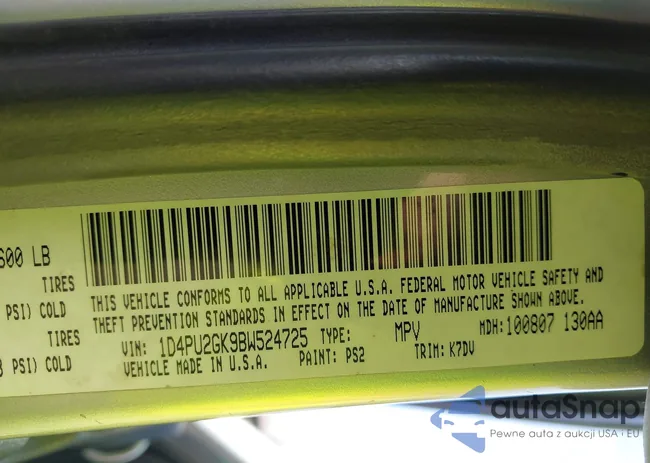 600 LB
TIRES
PSI) COLD
TIRES
PSI) COLD
THIS VEHICLE CONFORMS TO ALL APPLICABLE U.S.A. FEDERAL MOTOR VEHICLE SAFETY AND
THEFT PREVENTION STANDARDS IN EFFECT ON THE DATE OF MANUFACTURE SHOWN ABOVE.
VIN: 1D4PU2GK9BW524725 TYPE: MPV MDH: 100807 130AA
VEHICLE MADE IN U.S.A. PAINT: PS2 TRIM: K7DV
autaSnap
Pewne auta z aukcji USA i EU